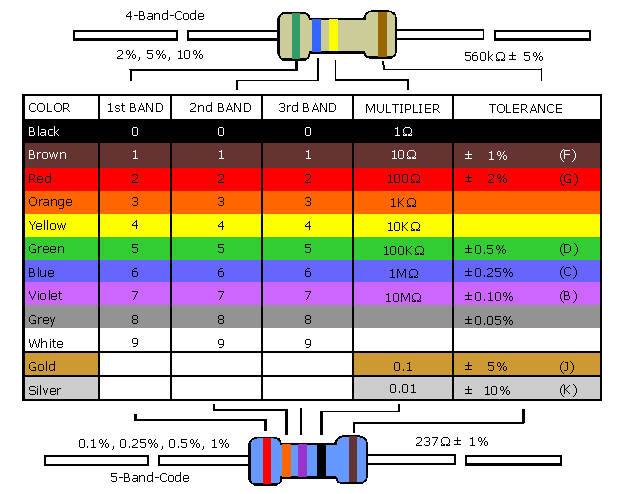 4-Band-Code
2%, 5%, 10%
560kΩ ± 5%
COLOR 1st BAND 2nd BAND 3rd BAND MULTIPLIER TOLERANCE
Black 0 0 0 1Ω
Brown 1 1 1 10Ω ± 1% (F)
Red 2 2 2 100Ω ± 2% (G)
Orange 3 3 3 1KΩ
Yellow 4 4 4 10KΩ
Green 5 5 5 100KΩ ±0.5% (D)
Blue 6 6 6 1MΩ ±0.25% (C)
Violet 7 7 7 10MΩ ±0.10% (B)
Grey 8 8 8 ±0.05%
White 9 9 9
Gold 0.1 ± 5% (J)
Silver 0.01 ± 10% (K)
0.1%, 0.25%, 0.5%, 1%
237Ω ± 1%
5-Band-Code